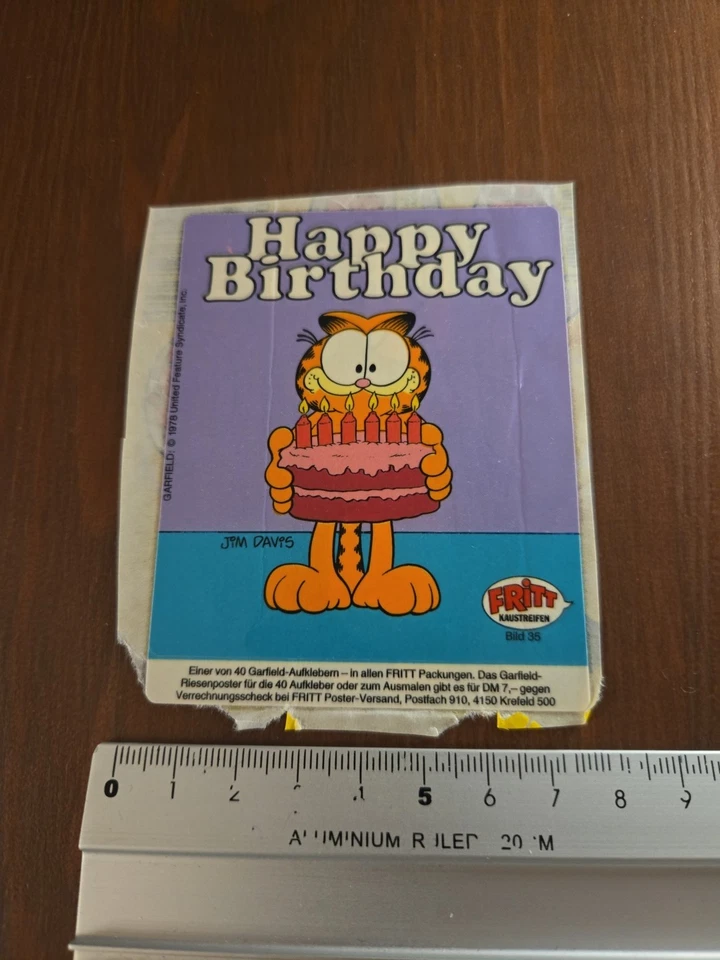 Happy
Birthday
GARFIELD: © 1978 United Feature Syndicate, Inc.
JIM DAVIS
FRiTT
KAUSTREIFEN
Bild 35
Einer von 40 Garfield-Aufklebern – in allen FRITT Packungen. Das Garfield-
Riesenposter für die 40 Aufkleber oder zum Ausmalen gibt es für DM 7,– gegen
Verrechnungsscheck bei FRITT Poster-Versand, Postfach 910, 4150 Krefeld 500
0 1 2 5 6 7 8 9